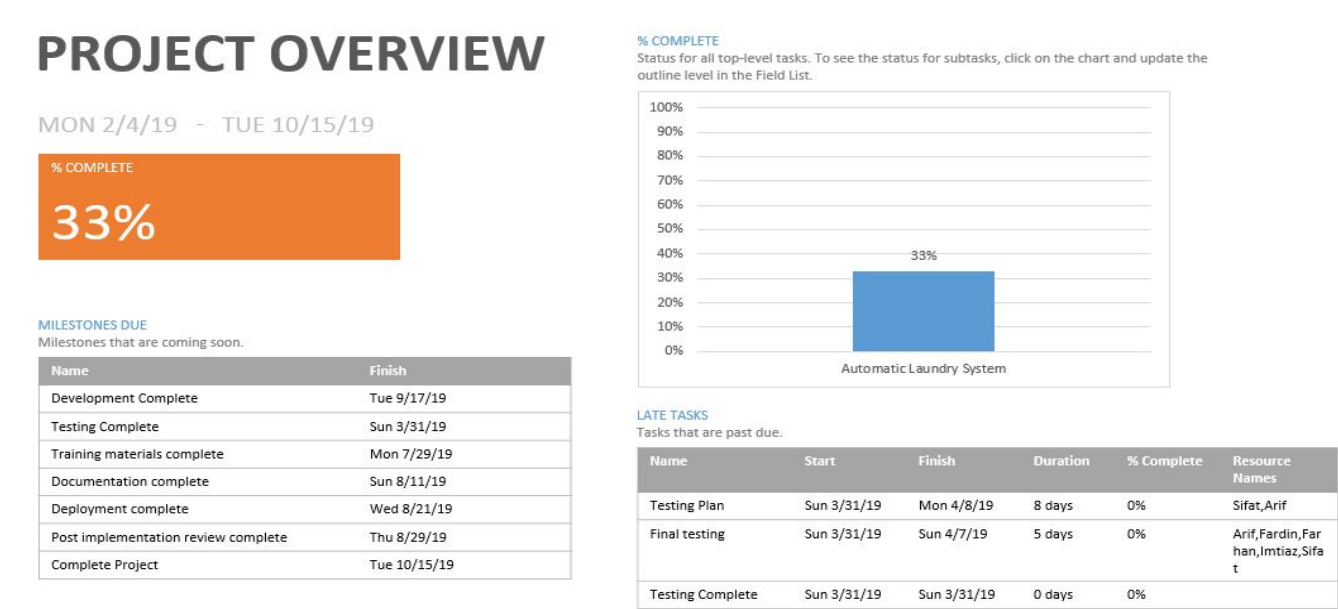 PROJECT OVERVIEW
MON 2/4/19 - TUE 10/15/19
% COMPLETE
33%
MILESTONES DUE
Milestones that are coming soon.
Name Finish
Development Complete Tue 9/17/19
Testing Complete Sun 3/31/19
Training materials complete Mon 7/29/19
Documentation complete Sun 8/11/19
Deployment complete Wed 8/21/19
Post implementation review complete Thu 8/29/19
Complete Project Tue 10/15/19
% COMPLETE
Status for all top-level tasks. To see the status for subtasks, click on the chart and update the
outline level in the Field List.
100%
90%
80%
70%
60%
50%
40%
33%
30%
20%
10%
0%
Automatic Laundry System
LATE TASKS
Tasks that are past due.
Name Start Finish Duration % Complete Resource
Names
Testing Plan Sun 3/31/19 Mon 4/8/19 8 days 0% Sifat,Arif
Final testing Sun 3/31/19 Sun 4/7/19 5 days 0% Arif,Fardin,Far
han,Imtiaz,Sifa
t
Testing Complete Sun 3/31/19 Sun 3/31/19 0 days 0%